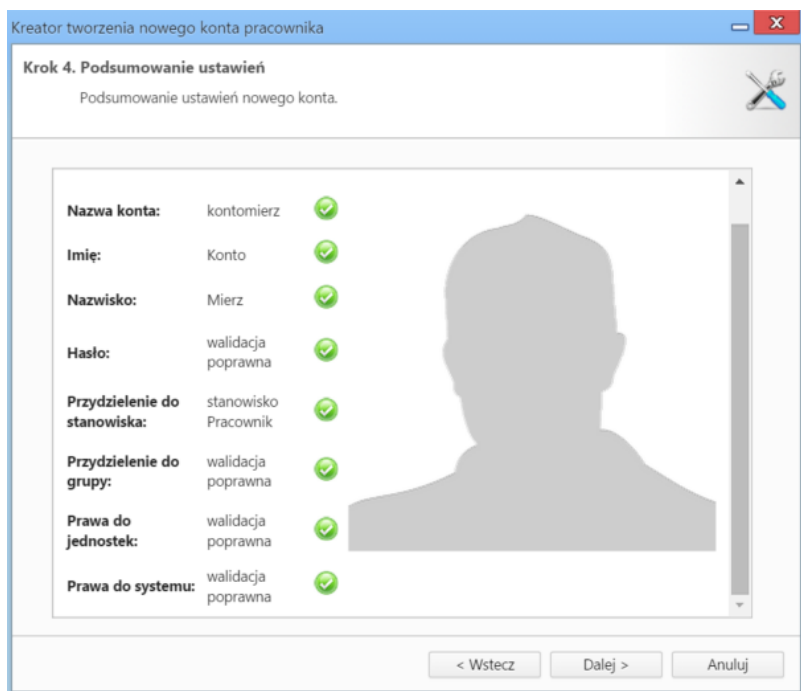 Kreator tworzenia nowego konta pracownika
Krok 4. Podsumowanie ustawień
Podsumowanie ustawień nowego konta.
Nazwa konta: kontomierz
Imię: Konto
Nazwisko: Mierz
Hasło: walidacja
poprawna
Przydzielenie do stanowisko
stanowiska: Pracownik
Przydzielenie do walidacja
grupy: poprawna
Prawa do walidacja
jednostek: poprawna
Prawa do systemu: walidacja
poprawna
< Wstecz Dalej > Anuluj